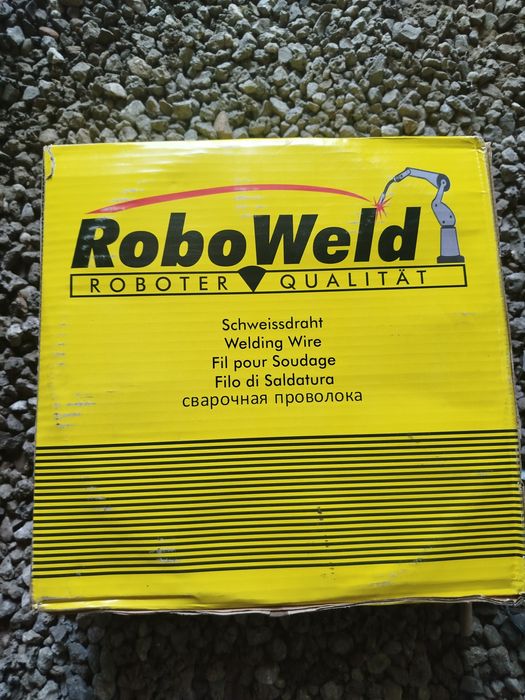 RoboWeld
ROBOTER QUALITÄT
Schweissdraht
Welding Wire
Fil pour Soudage
Filo di Saldatura
сварочная проволока